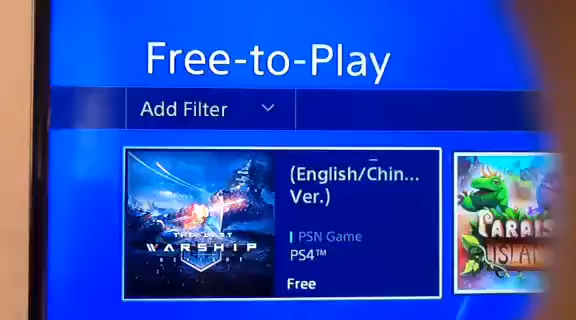 Free-to-Play
Add Filter
(English/Chin...
Ver.)
PSN Game
PS4™
Free
WARSHIP